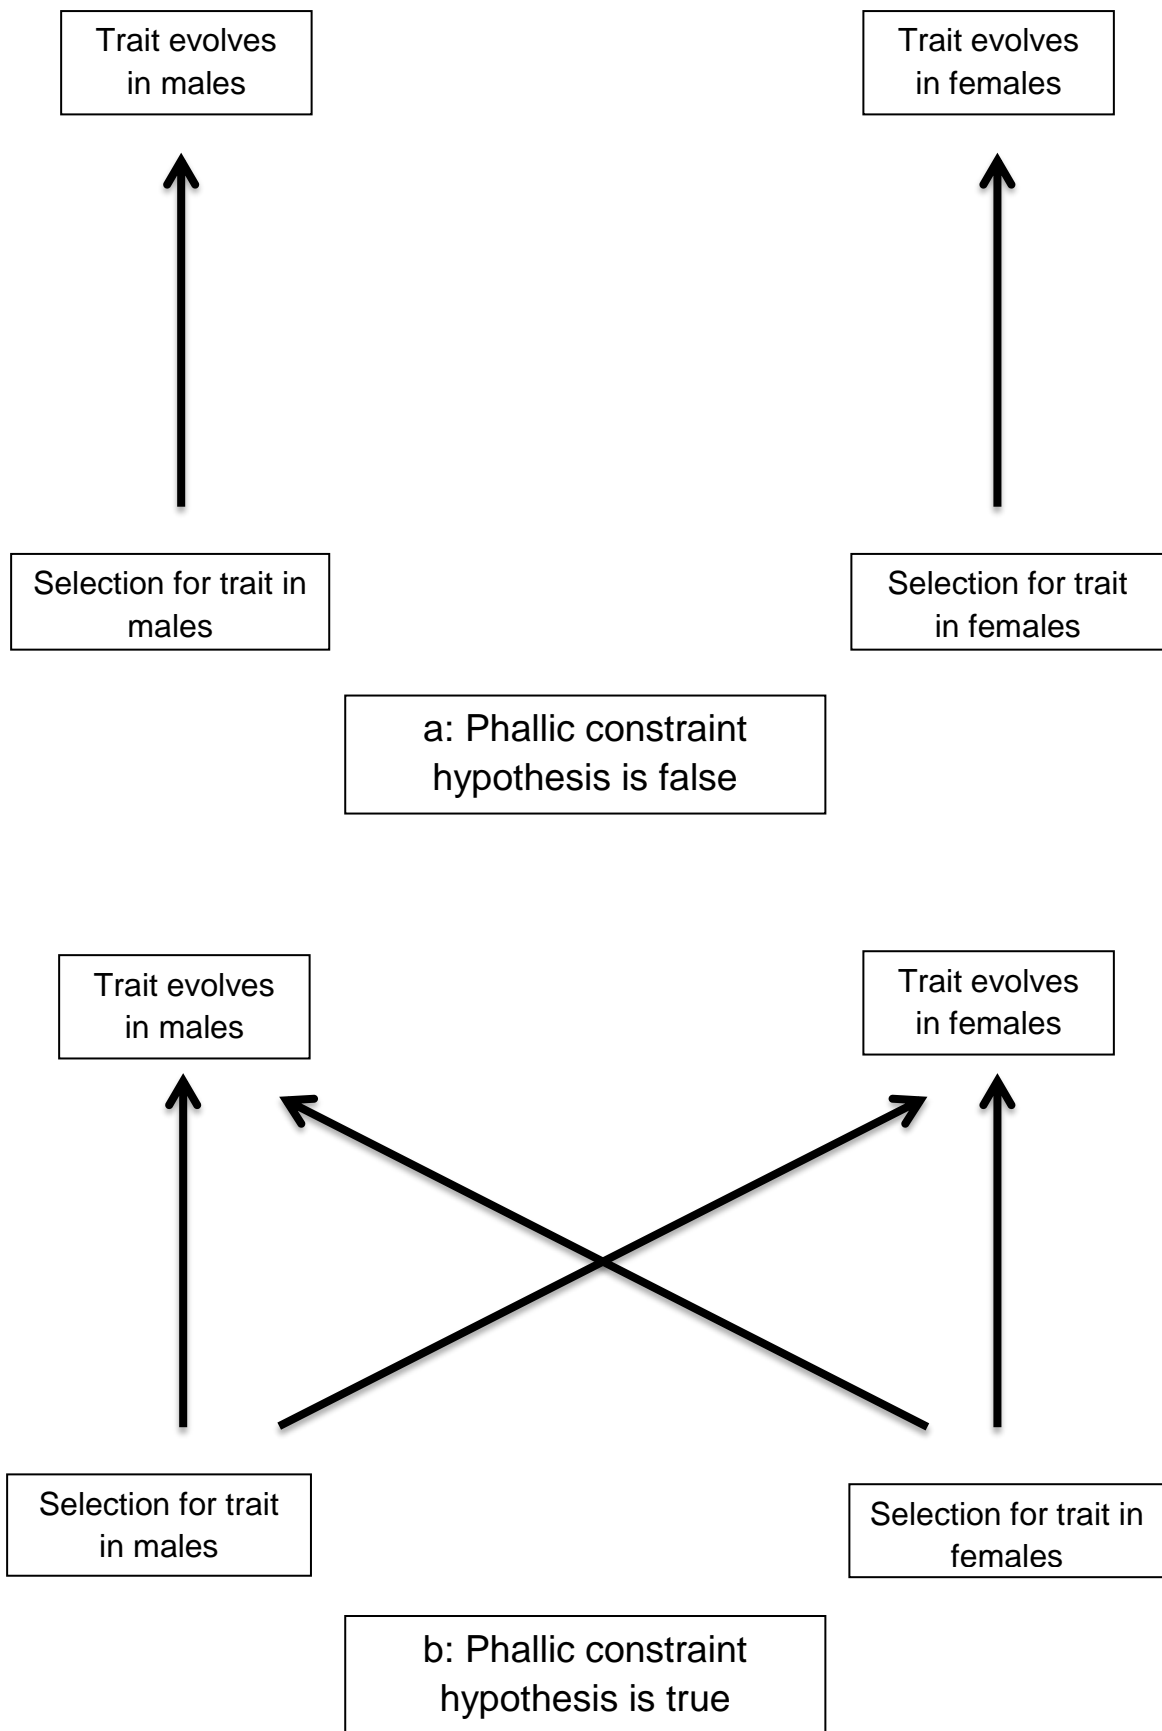 Trait evolves
in males
Trait evolves
in females
Selection for trait in
males
Selection for trait
in females
a: Phallic constraint
hypothesis is false
Trait evolves
in males
Trait evolves
in females
Selection for trait
in males
Selection for trait in
females
b: Phallic constraint
hypothesis is true